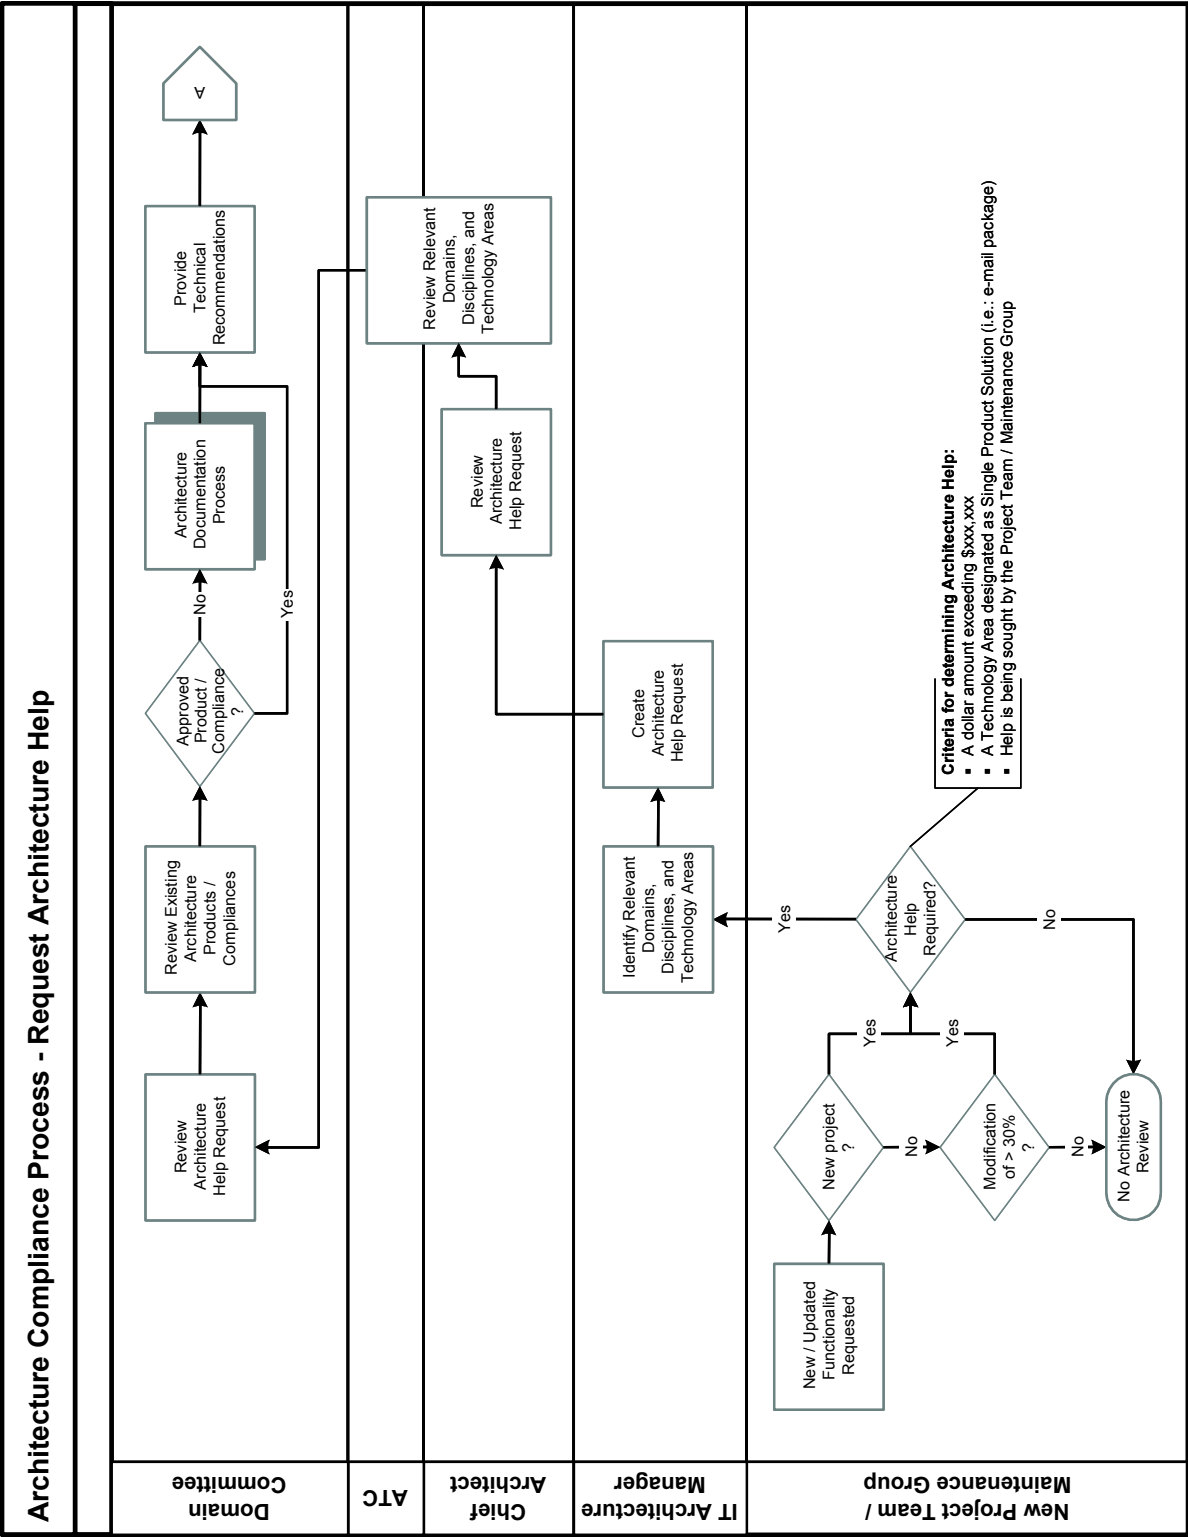 Architecture Compliance Process - Request Architecture Help
Domain
Committee
Review
Architecture
Help Request
Review Existing
Architecture
Products /
Compliances
Approved
Product /
Compliance
?
No
Yes
Architecture
Documentation
Process
Provide
Technical
Recommendations
A
ATC
Chief
Architect
Review
Architecture
Help Request
Review Relevant
Domains,
Disciplines, and
Technology Areas
IT Architecture
Manager
Identify Relevant
Domains,
Disciplines, and
Technology Areas
Create
Architecture
Help Request
New Project Team /
Maintenance Group
New / Updated
Functionality
Requested
New project
?
Yes
No
Modification
of > 30%
?
Yes
No
No Architecture
Review
Architecture
Help
Required?
Yes
No
Criteria for determining Architecture Help:
▪ A dollar amount exceeding $xxx,xxx
▪ A Technology Area designated as Single Product Solution (i.e.: e-mail package)
▪ Help is being sought by the Project Team / Maintenance Group